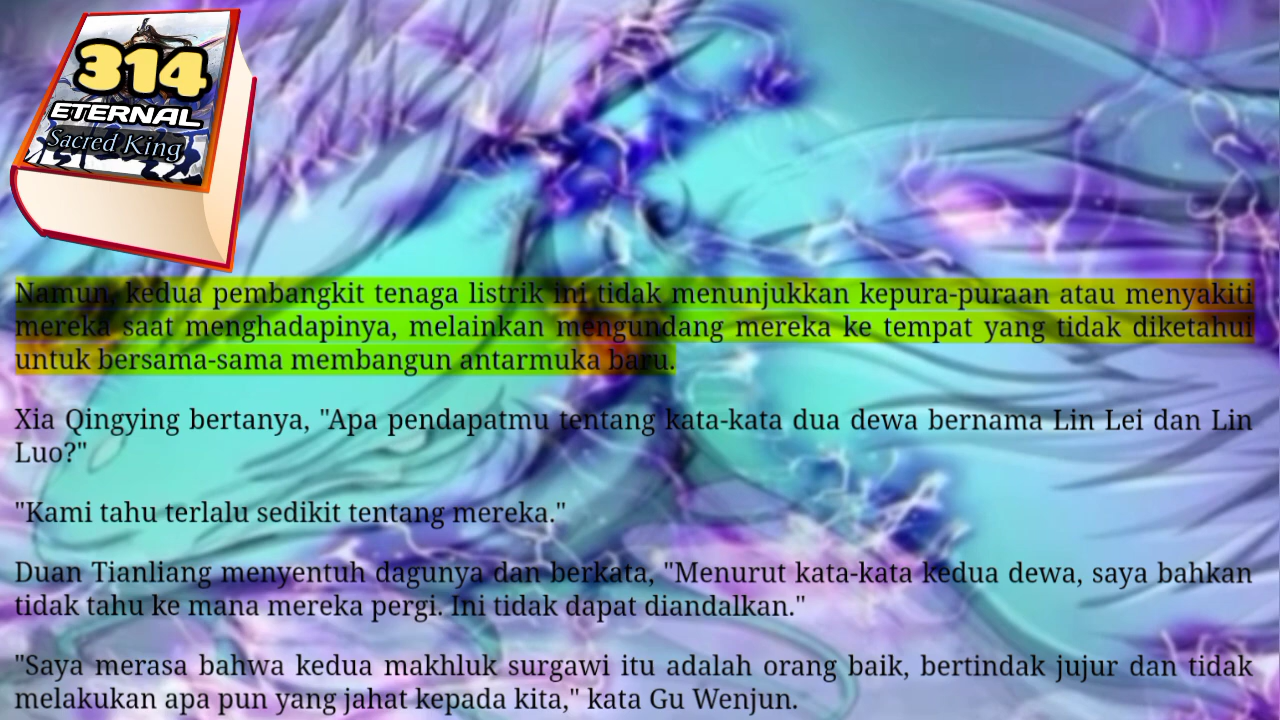 314
ETERNAL
Sacred King
Namun, kedua pembangkit tenaga listrik ini tidak menunjukkan kepura-puraan atau menyakiti
mereka saat menghadapinya, melainkan mengundang mereka ke tempat yang tidak diketahui
untuk bersama-sama membangun antarmuka baru.
Xia Qingying bertanya, "Apa pendapatmu tentang kata-kata dua dewa bernama Lin Lei dan Lin
Luo?"
"Kami tahu terlalu sedikit tentang mereka."
Duan Tianliang menyentuh dagunya dan berkata, "Menurut kata-kata kedua dewa, saya bahkan
tidak tahu ke mana mereka pergi. Ini tidak dapat diandalkan."
"Saya merasa bahwa kedua makhluk surgawi itu adalah orang baik, bertindak jujur dan tidak
melakukan apa pun yang jahat kepada kita," kata Gu Wenjun.